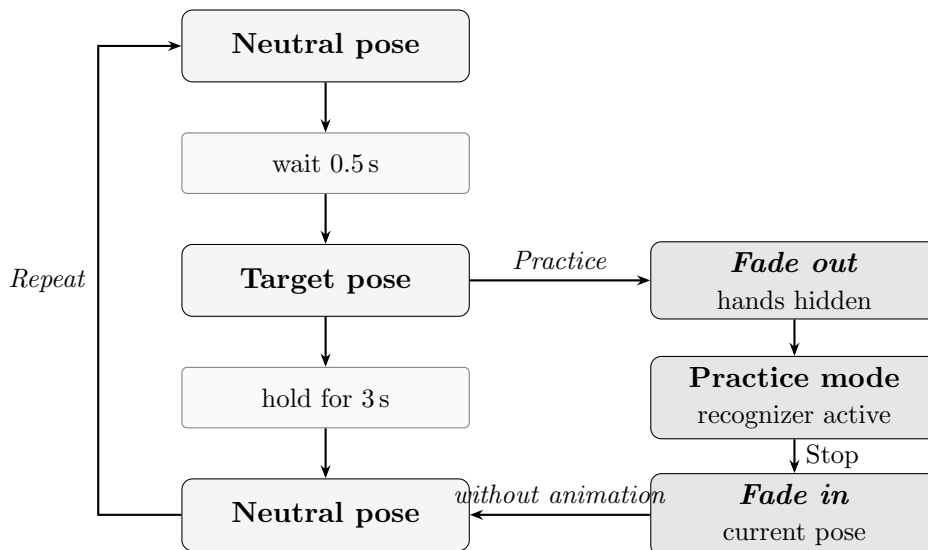 Neutral pose
wait 0.5 s
Repeat
Target pose
Practice
Fade out
hands hidden
hold for 3 s
Practice mode
recognizer active
Stop
Neutral pose
without animation
Fade in
current pose